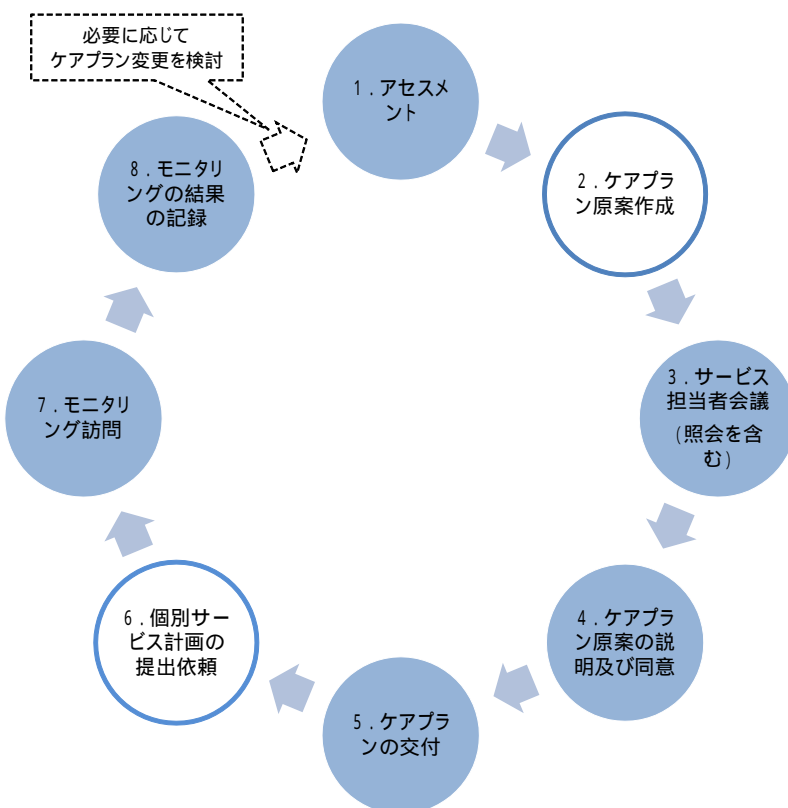 必要に応じて
ケアプラン変更を検討
1．アセスメ
ント
2．ケアプラ
ン原案作成
3．サービス
担当者会議
(照会を含
む)
4．ケアプラ
ン原案の説
明及び同意
5．ケアプラ
ンの交付
6．個別サー
ビス計画の
提出依頼
7．モニタリ
ング訪問
8．モニタリ
ングの結果
の記録